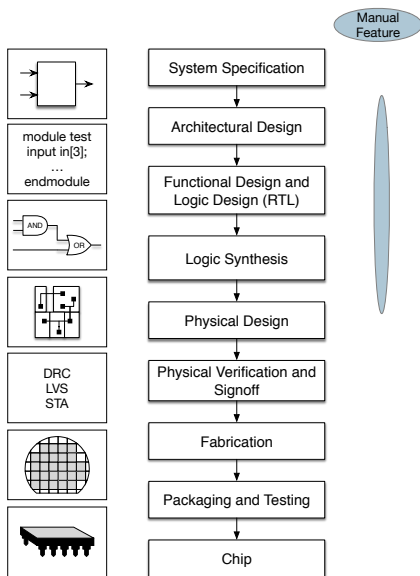 Manual
Feature
System Specification
Architectural Design
module test
input in[3];
...
endmodule
Functional Design and
Logic Design (RTL)
AND
OR
Logic Synthesis
Physical Design
DRC
LVS
STA
Physical Verification and
Signoff
Fabrication
Packaging and Testing
Chip